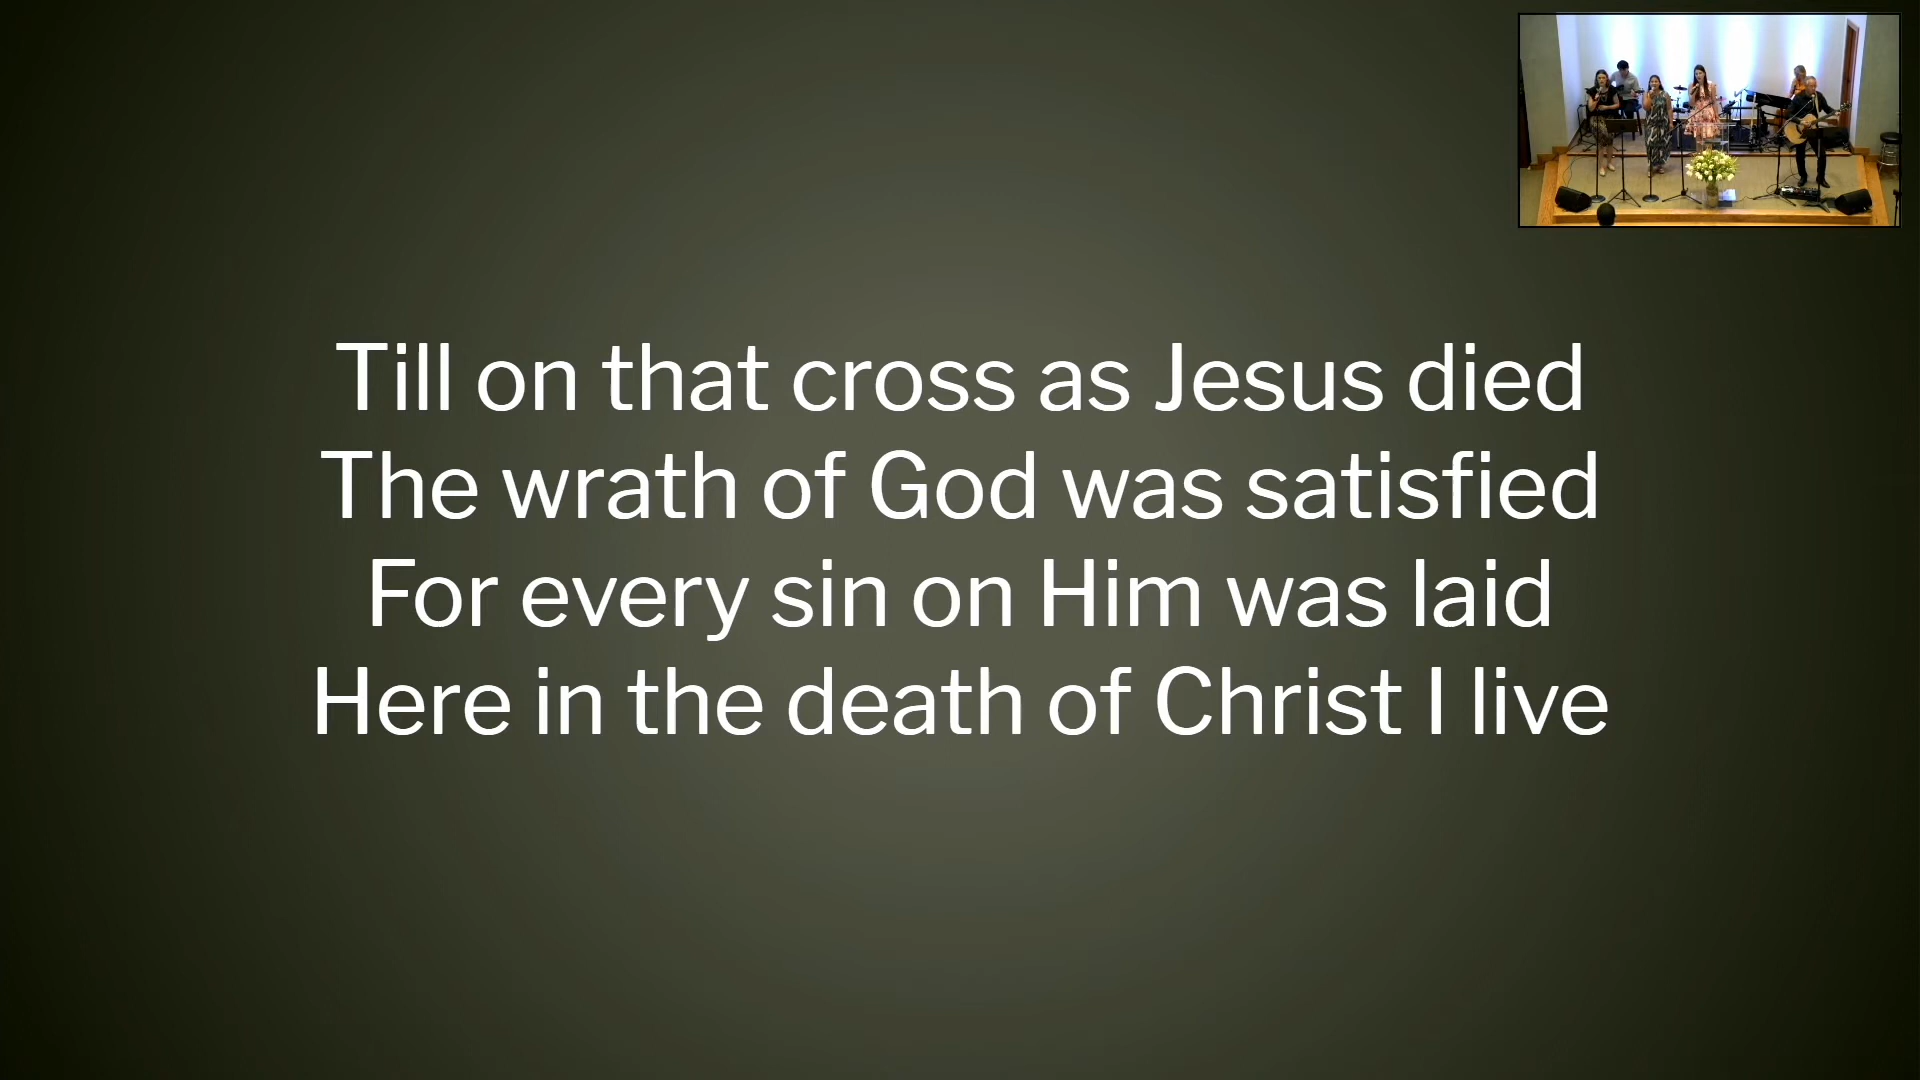 Till on that cross as Jesus died
The wrath of God was satisfied
For every sin on Him was laid
Here in the death of Christ I live